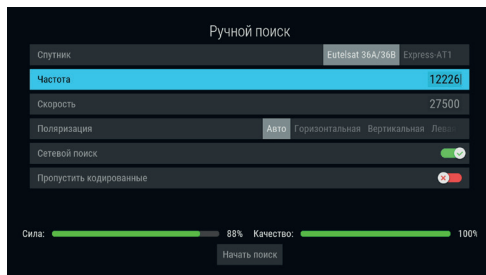 Ручной поиск
Спутник Eutelsat 36A/36B Express-AT1
Частота 12226
Скорость 27500
Поляризация Авто Горизонтальная Вертикальная Лева
Сетевой поиск
Пропустить кодированные
Сила: 88% Качество: 100%
Начать поиск